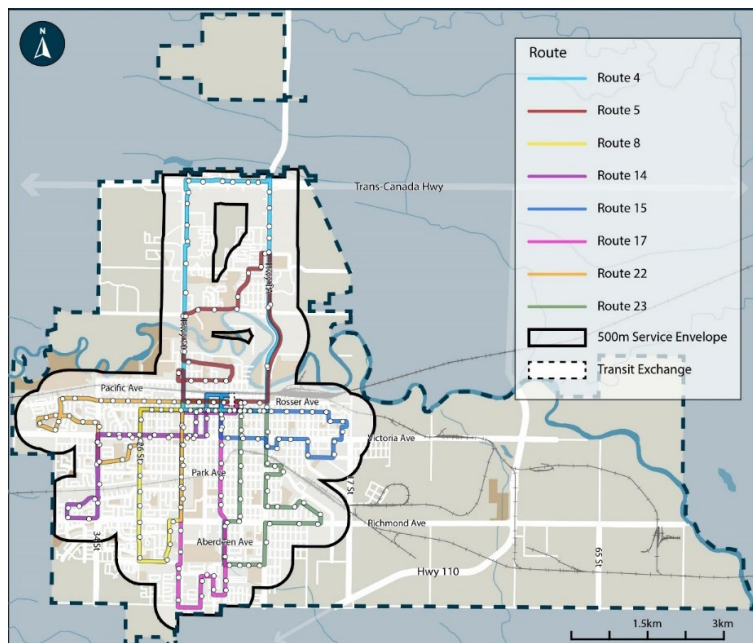 N
Route
Route 4
Route 5
Route 8
Route 14
Route 15
Route 17
Route 22
Route 23
500m Service Envelope
Transit Exchange
Trans-Canada Hwy
Pacific Ave
Rosser Ave
Victoria Ave
Park Ave
Richmond Ave
34 St
65 St
Aberdeen Ave
Hwy 110
1.5km 3km